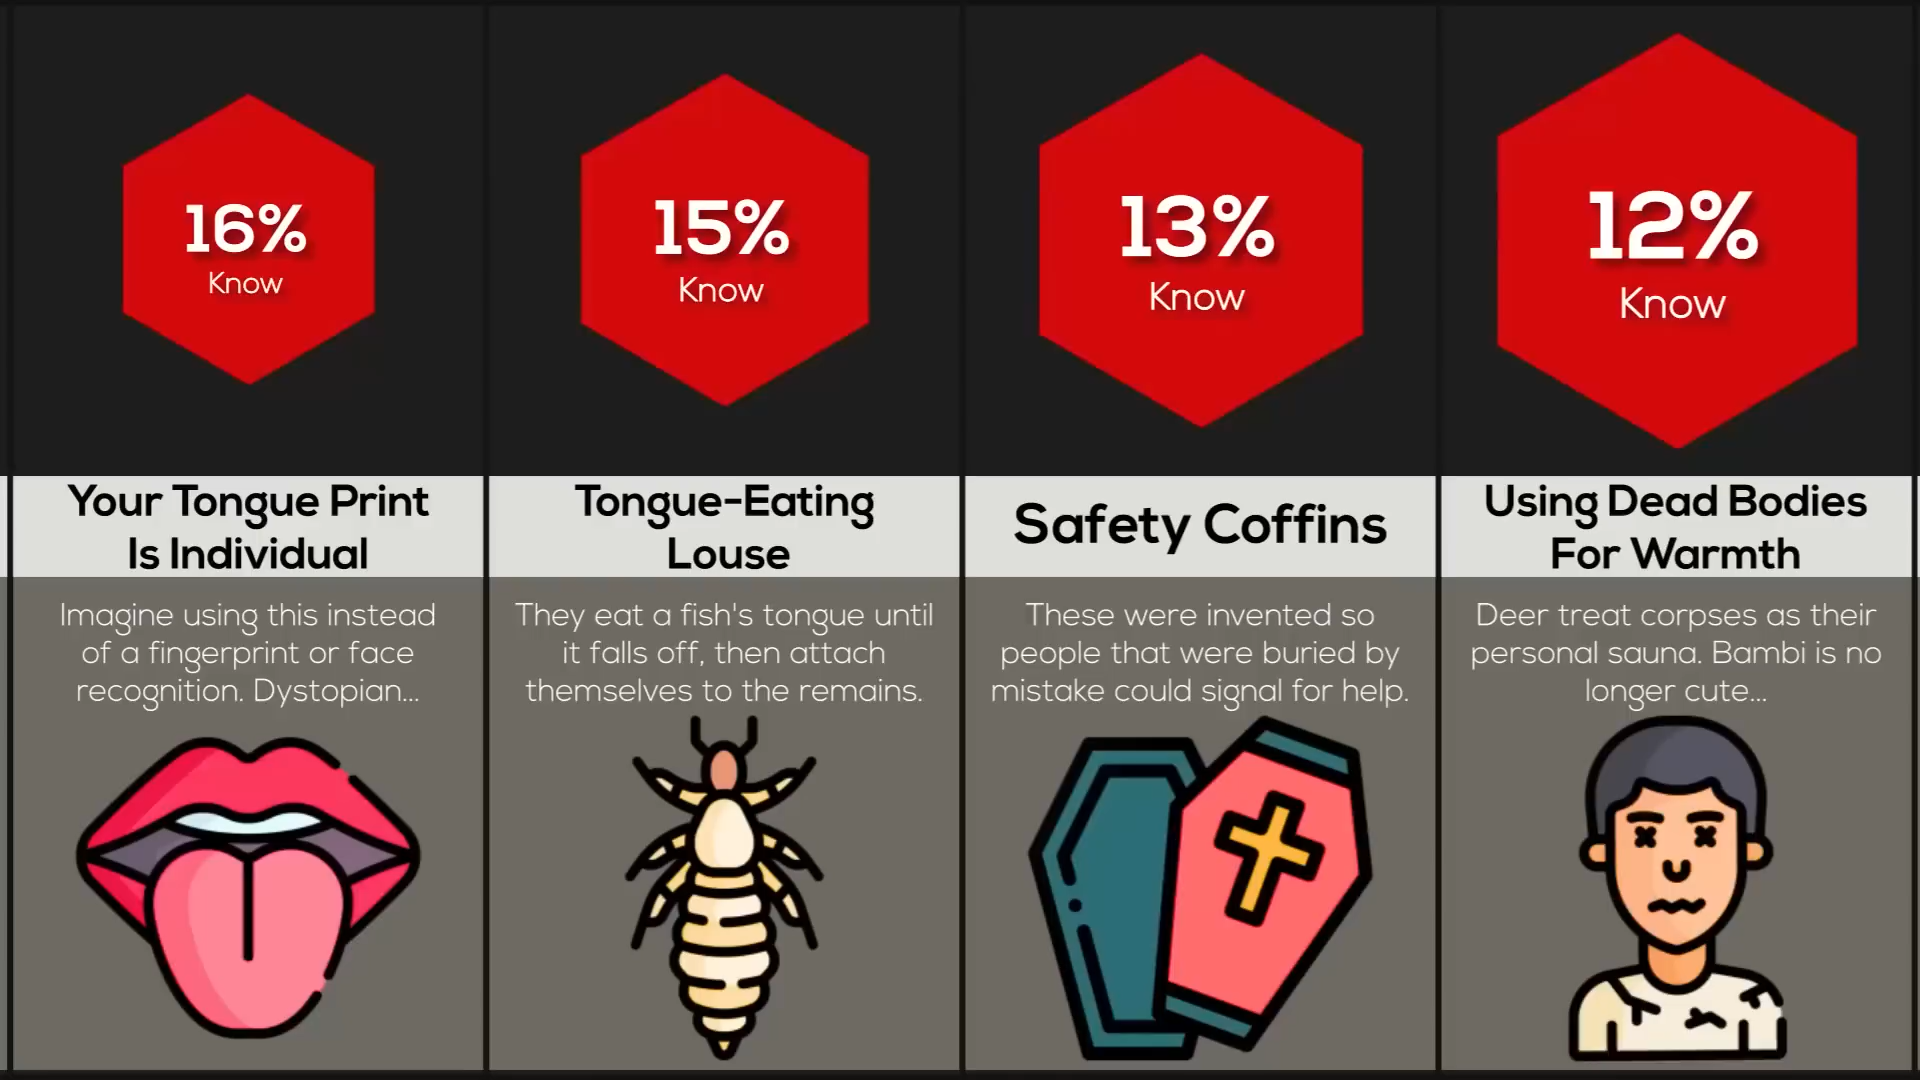 16%
Know
Your Tongue Print
Is Individual
Imagine using this instead
of a fingerprint or face
recognition. Dystopian...
15%
Know
Tongue-Eating
Louse
They eat a fish's tongue until
it falls off, then attach
themselves to the remains.
13%
Know
Safety Coffins
These were invented so
people that were buried by
mistake could signal for help.
12%
Know
Using Dead Bodies
For Warmth
Deer treat corpses as their
personal sauna. Bambi is no
longer cute...